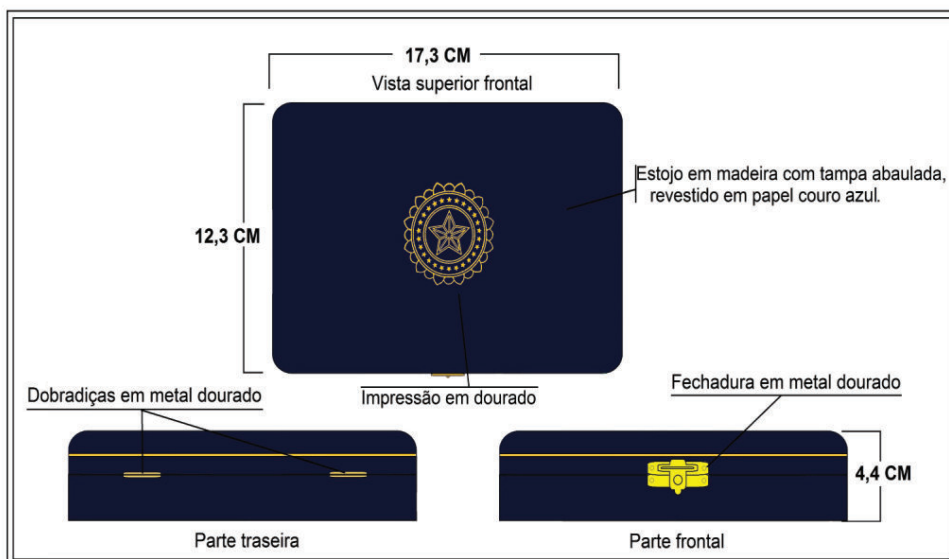 17,3 CM
Vista superior frontal
Estojo em madeira com tampa abaulada,
revestido em papel couro azul.
12,3 CM
Dobradiças em metal dourado
Impressão em dourado
Fechadura em metal dourado
4,4 CM
Parte traseira
Parte frontal